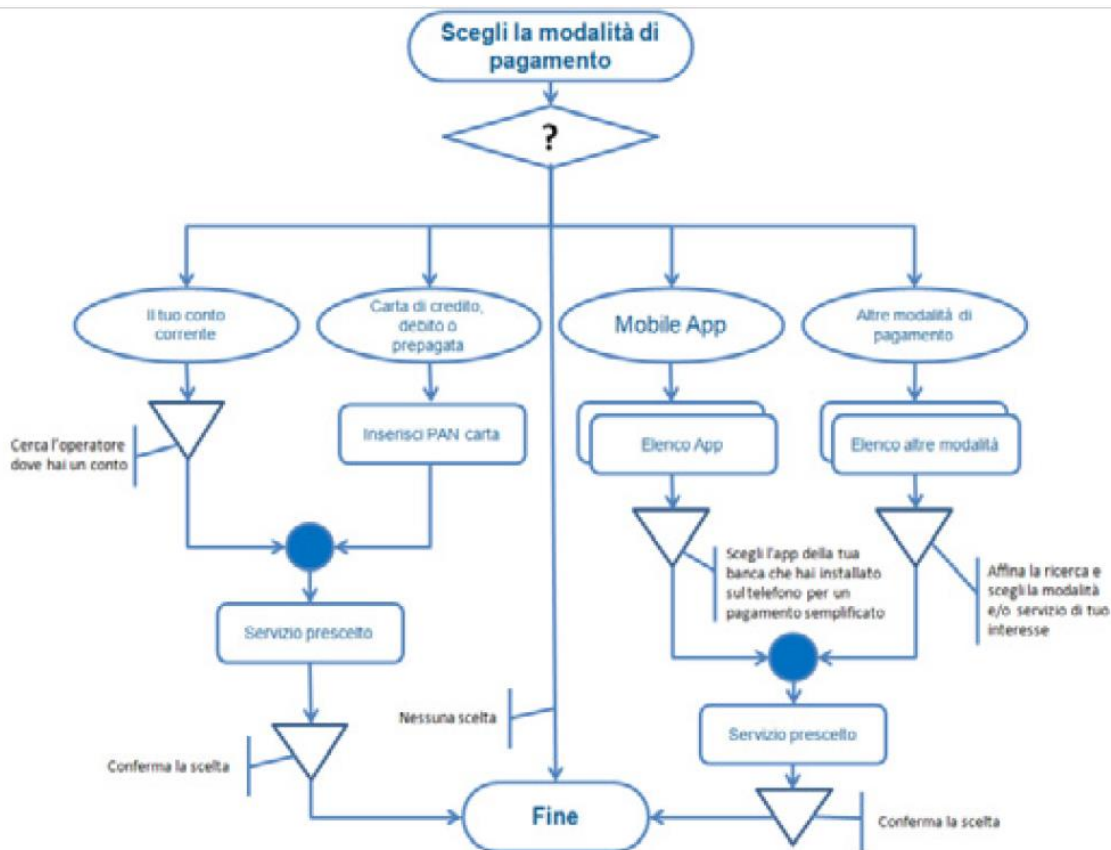 Scegli la modalità di
pagamento
?
Il tuo conto
corrente
Carta di credito,
debito o
prepagata
Mobile App
Altre modalità di
pagamento
Cerca l'operatore
dove hai un conto
Inserisci PAN carta
Elenco App
Elenco altre modalità
Scegli l'app della tua
banca che hai installato
sul telefono per un
pagamento semplificato
Affina la ricerca e
scegli la modalità
e/o servizio di tuo
interesse
Servizio prescelto
Nessuna scelta
Servizio prescelto
Conferma la scelta
Fine
Conferma la scelta